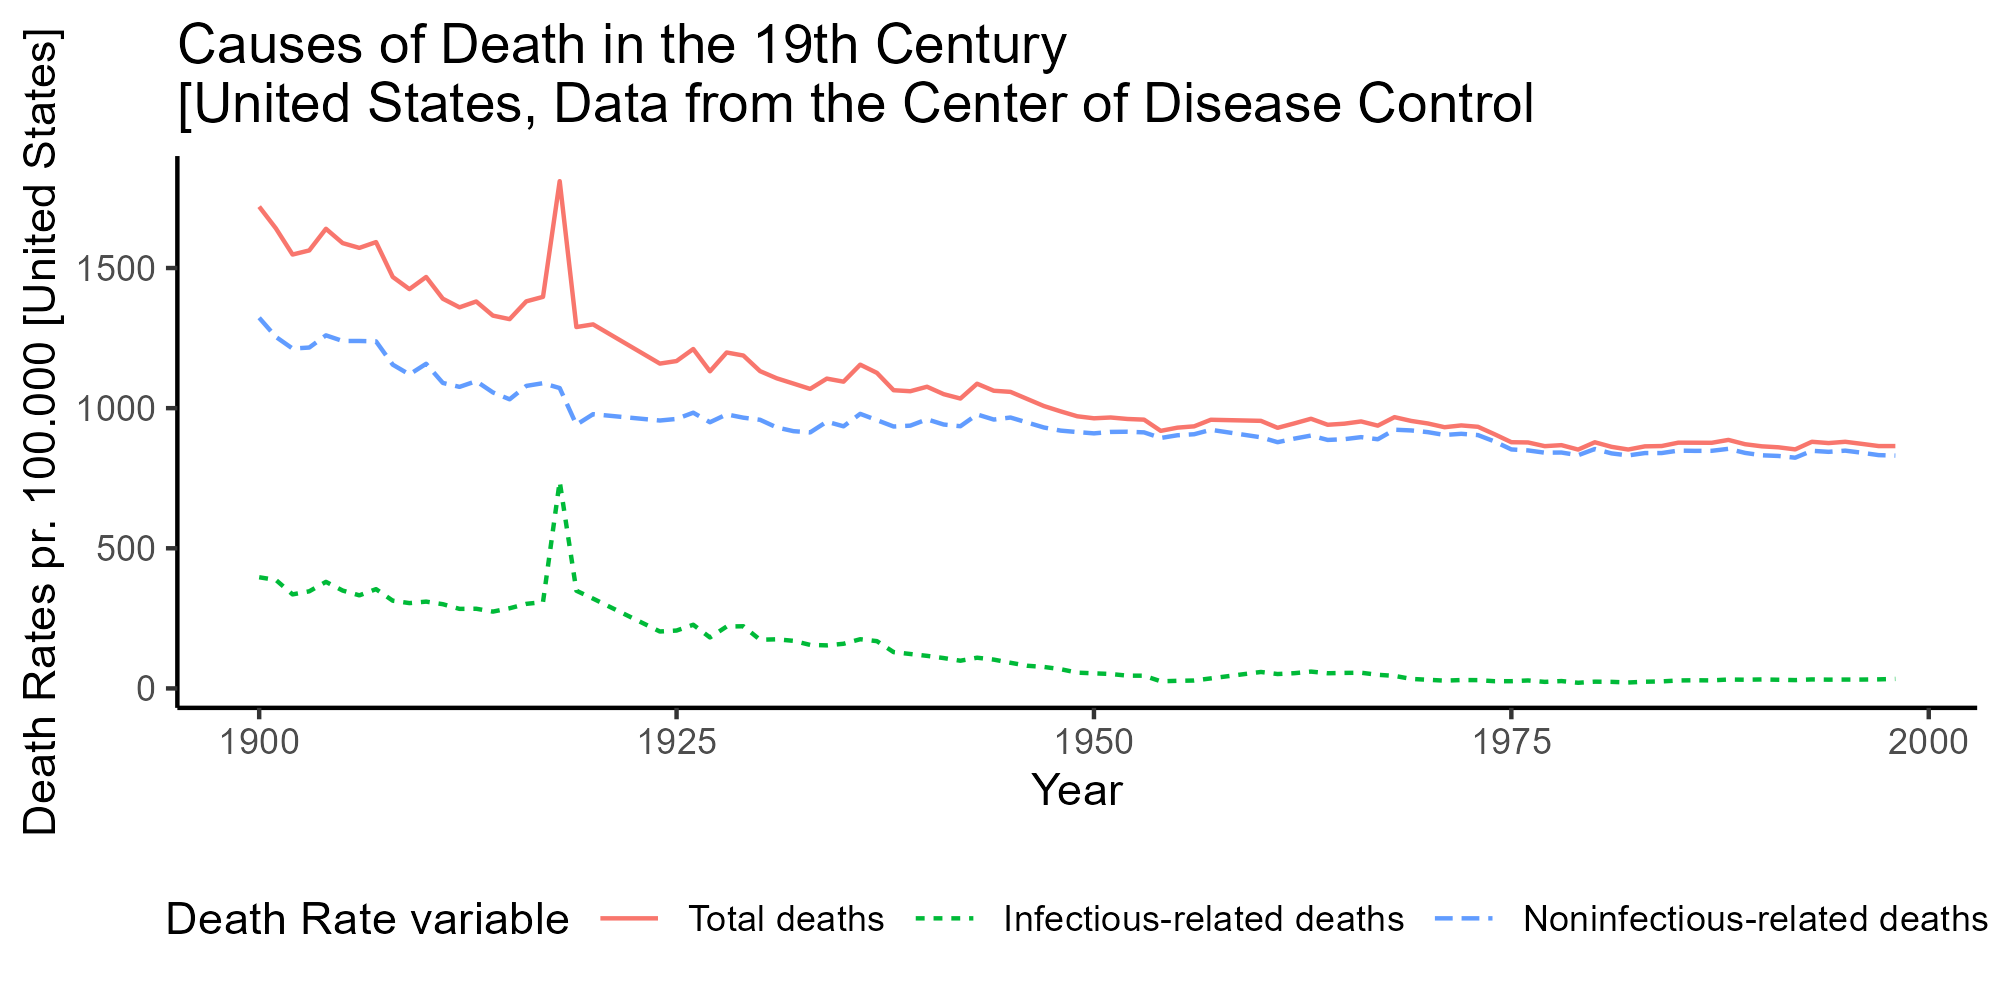 Causes of Death in the 19th Century
[United States, Data from the Center of Disease Control
Death Rates pr. 100.000 [United States]
1500
1000
500
0
1900 1925 1950 1975 2000
Year
Death Rate variable Total deaths Infectious-related deaths Noninfectious-related deaths